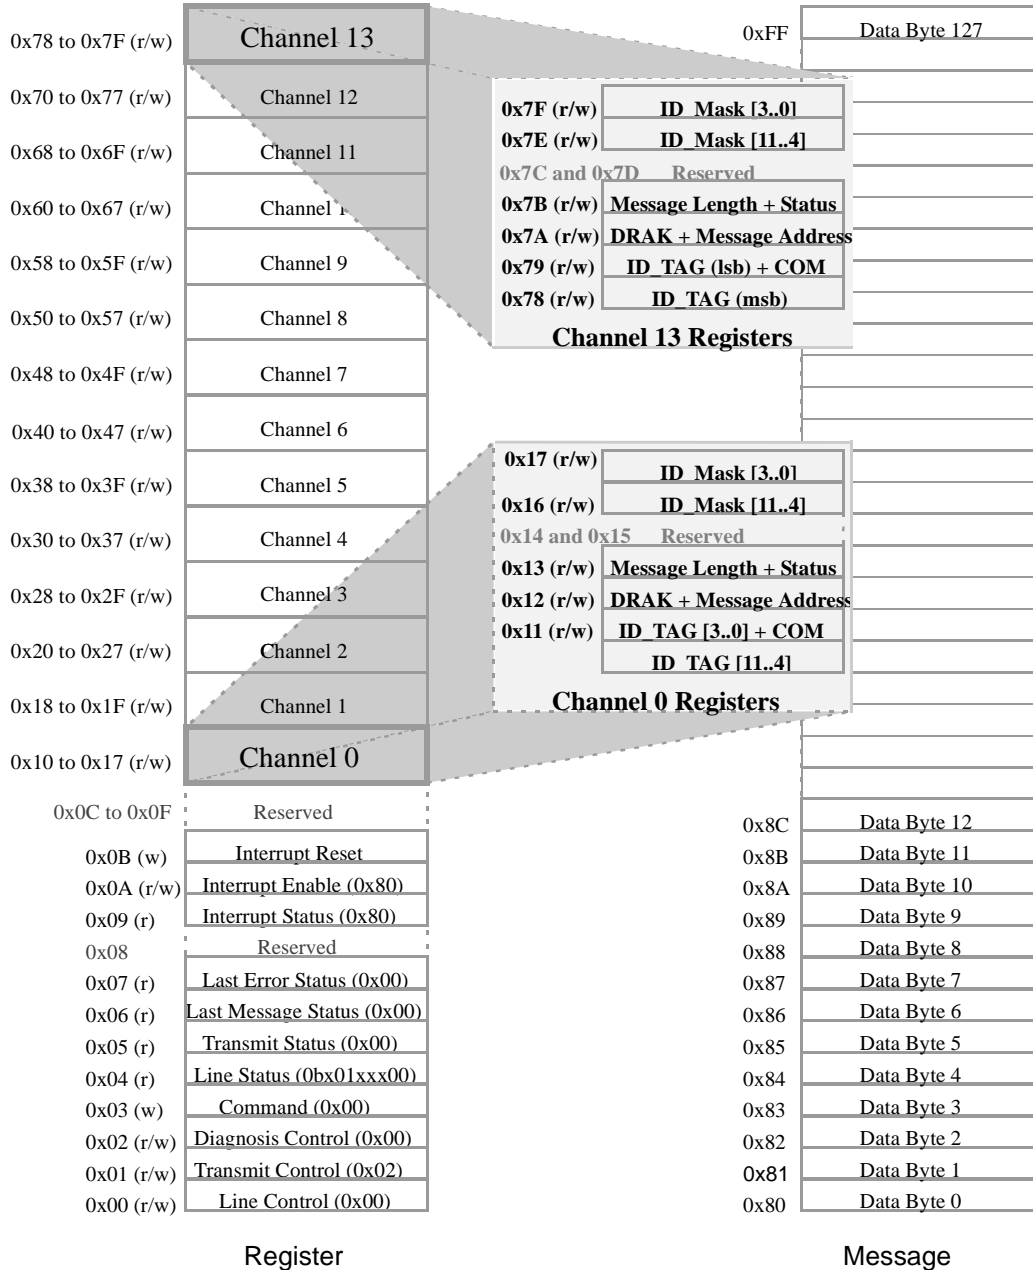 0x78 to 0x7F (r/w) Channel 13
0x70 to 0x77 (r/w) Channel 12
0x68 to 0x6F (r/w) Channel 11
0x60 to 0x67 (r/w) Channel 1
0x58 to 0x5F (r/w) Channel 9
0x50 to 0x57 (r/w) Channel 8
0x48 to 0x4F (r/w) Channel 7
0x40 to 0x47 (r/w) Channel 6
0x38 to 0x3F (r/w) Channel 5
0x30 to 0x37 (r/w) Channel 4
0x28 to 0x2F (r/w) Channel 3
0x20 to 0x27 (r/w) Channel 2
0x18 to 0x1F (r/w) Channel 1
0x10 to 0x17 (r/w) Channel 0
0x0C to 0x0F Reserved
0x0B (w) Interrupt Reset
0x0A (r/w) Interrupt Enable (0x80)
0x09 (r) Interrupt Status (0x80)
0x08 Reserved
0x07 (r) Last Error Status (0x00)
0x06 (r) Last Message Status (0x00)
0x05 (r) Transmit Status (0x00)
0x04 (r) Line Status (0bx01xxx00)
0x03 (w) Command (0x00)
0x02 (r/w) Diagnosis Control (0x00)
0x01 (r/w) Transmit Control (0x02)
0x00 (r/w) Line Control (0x00)
Register
0x7F (r/w) ID_Mask [3..0]
0x7E (r/w) ID_Mask [11..4]
0x7C and 0x7D Reserved
0x7B (r/w) Message Length + Status
0x7A (r/w) DRAK + Message Address
0x79 (r/w) ID_TAG (lsb) + COM
0x78 (r/w) ID_TAG (msb)
Channel 13 Registers
0x17 (r/w) ID_Mask [3..0]
0x16 (r/w) ID_Mask [11..4]
0x14 and 0x15 Reserved
0x13 (r/w) Message Length + Status
0x12 (r/w) DRAK + Message Address
0x11 (r/w) ID_TAG [3..0] + COM
ID_TAG [11..4]
Channel 0 Registers
0xFF Data Byte 127
0x8C Data Byte 12
0x8B Data Byte 11
0x8A Data Byte 10
0x89 Data Byte 9
0x88 Data Byte 8
0x87 Data Byte 7
0x86 Data Byte 6
0x85 Data Byte 5
0x84 Data Byte 4
0x83 Data Byte 3
0x82 Data Byte 2
0x81 Data Byte 1
0x80 Data Byte 0
Message